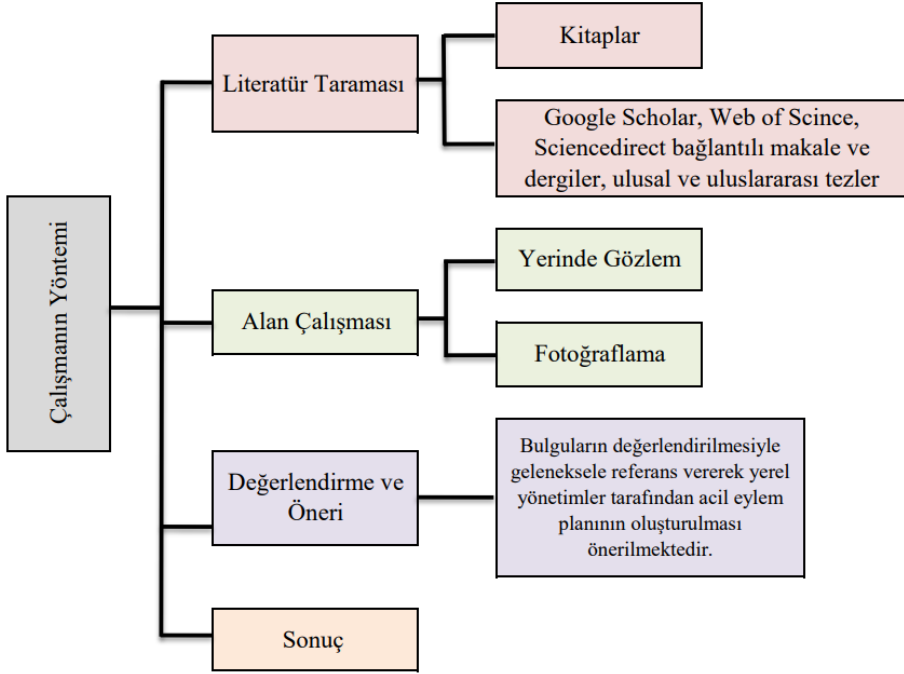 Çalışmanın Yöntemi
Literatür Taraması
Kitaplar
Google Scholar, Web of Scince,
Sciencedirect bağlantılı makale ve
dergiler, ulusal ve uluslararası tezler
Alan Çalışması
Yerinde Gözlem
Fotoğraflama
Değerlendirme ve
Öneri
Bulguların değerlendirilmesiyle
geleneksele referans vererek yerel
yönetimler tarafından acil eylem
planının oluşturulması
önerilmektedir.
Sonuç